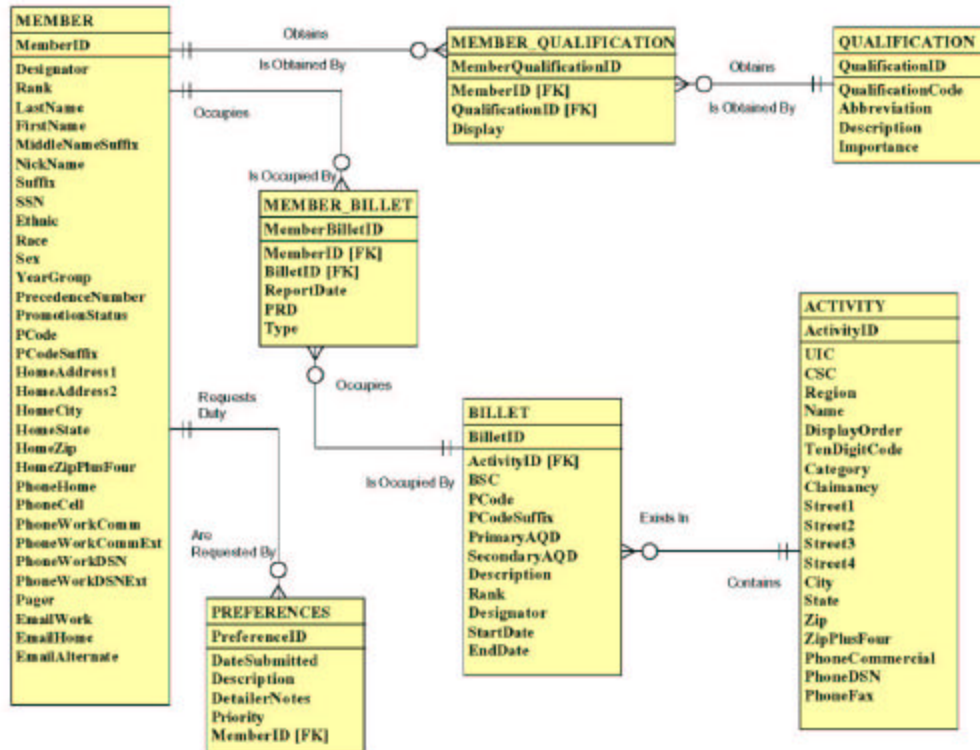 MEMBER
MemberID
Designator
Rank
LastName
FirstName
MiddleNameSuffix
NickName
Suffix
SSN
Ethnic
Race
Sex
YearGroup
PrecedenceNumber
PromotionStatus
PCode
PCodeSuffix
HomeAddress1
HomeAddress2
HomeCity
HomeState
HomeZip
HomeZipPlusFour
PhoneHome
PhoneCell
PhoneWorkComm
PhoneWorkCommExt
PhoneWorkDSN
PhoneWorkDSNExt
Pager
EmailWork
EmailHome
EmailAlternate
Obtains
Is Obtained By
MEMBER_QUALIFICATION
MemberQualificationID
MemberID [FK]
QualificationID [FK]
Display
Obtains
Is Obtained By
QUALIFICATION
QualificationID
QualificationCode
Abbreviation
Description
Importance
Occupies
Is Occupied By
MEMBER_BILLET
MemberBilletID
MemberID [FK]
BilletID [FK]
ReportDate
PRD
Type
Occupies
Is Occupied By
BILLET
BilletID
ActivityID [FK]
BSC
PCode
PCodeSuffix
PrimaryAQD
SecondaryAQD
Description
Rank
Designator
StartDate
EndDate
Exists In
Contains
ACTIVITY
ActivityID
UIC
CSC
Region
Name
DisplayOrder
TenDigitCode
Category
Claimancy
Street1
Street2
Street3
Street4
City
State
Zip
ZipPlusFour
PhoneCommercial
PhoneDSN
PhoneFax
Requests
Duty
Are
Requested By
PREFERENCES
PreferenceID
DateSubmitted
Description
DetailerNotes
Priority
MemberID [FK]